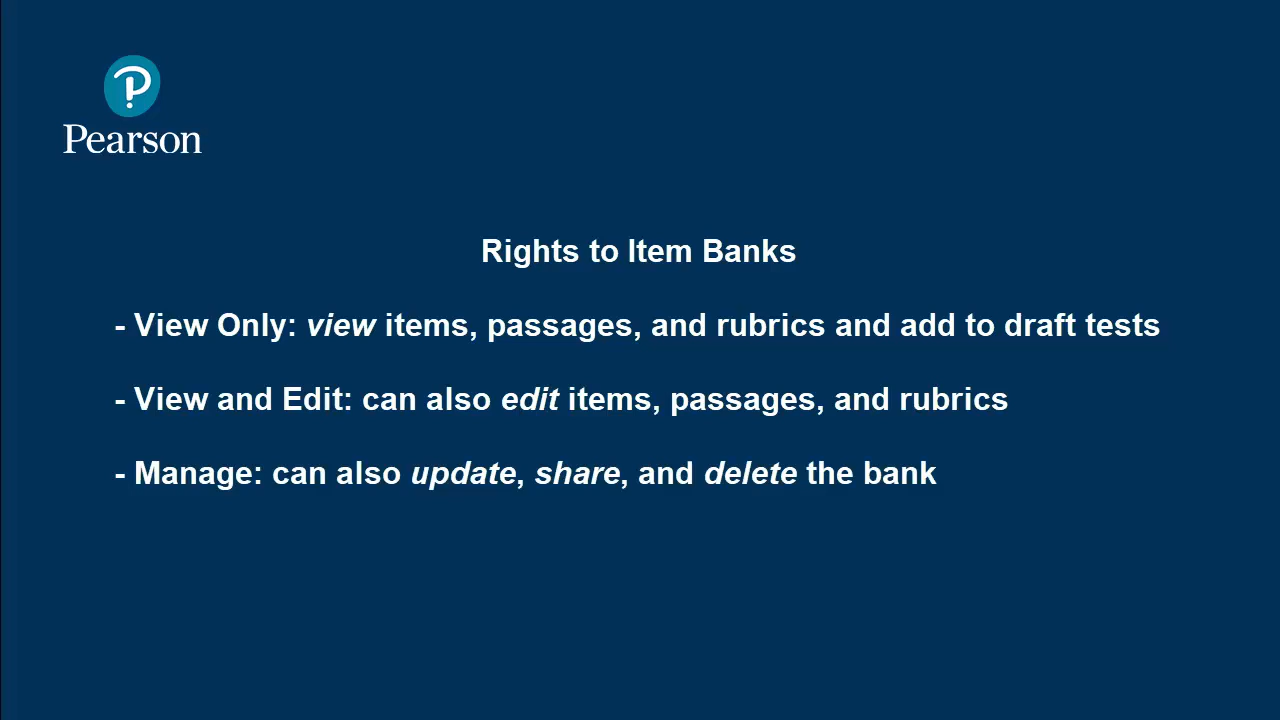 Pearson
Rights to Item Banks
- View Only: view items, passages, and rubrics and add to draft tests
- View and Edit: can also edit items, passages, and rubrics
- Manage: can also update, share, and delete the bank